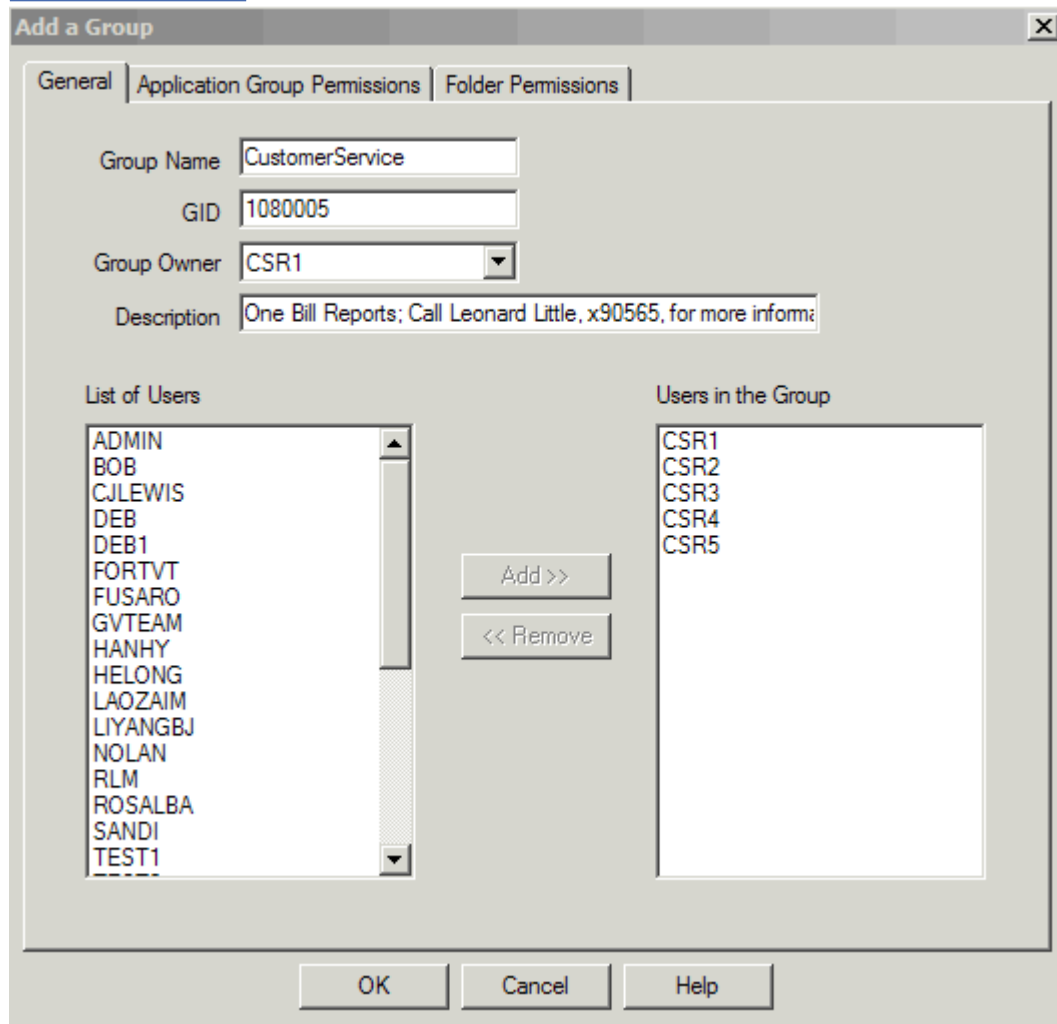 Add a Group
General
Application Group Permissions
Folder Permissions
Group Name
CustomerService
GID
1080005
Group Owner
CSR1
Description
One Bill Reports; Call Leonard Little, x90565, for more informa
List of Users
Users in the Group
ADMIN
BOB
CJLEWIS
DEB
DEB1
FORTVT
FUSARO
GVTEAM
HANHY
HELONG
LAOZAIM
LIYANGBJ
NOLAN
RLM
ROSALBA
SANDI
TEST1
Add >>
<< Remove
CSR1
CSR2
CSR3
CSR4
CSR5
OK
Cancel
Help